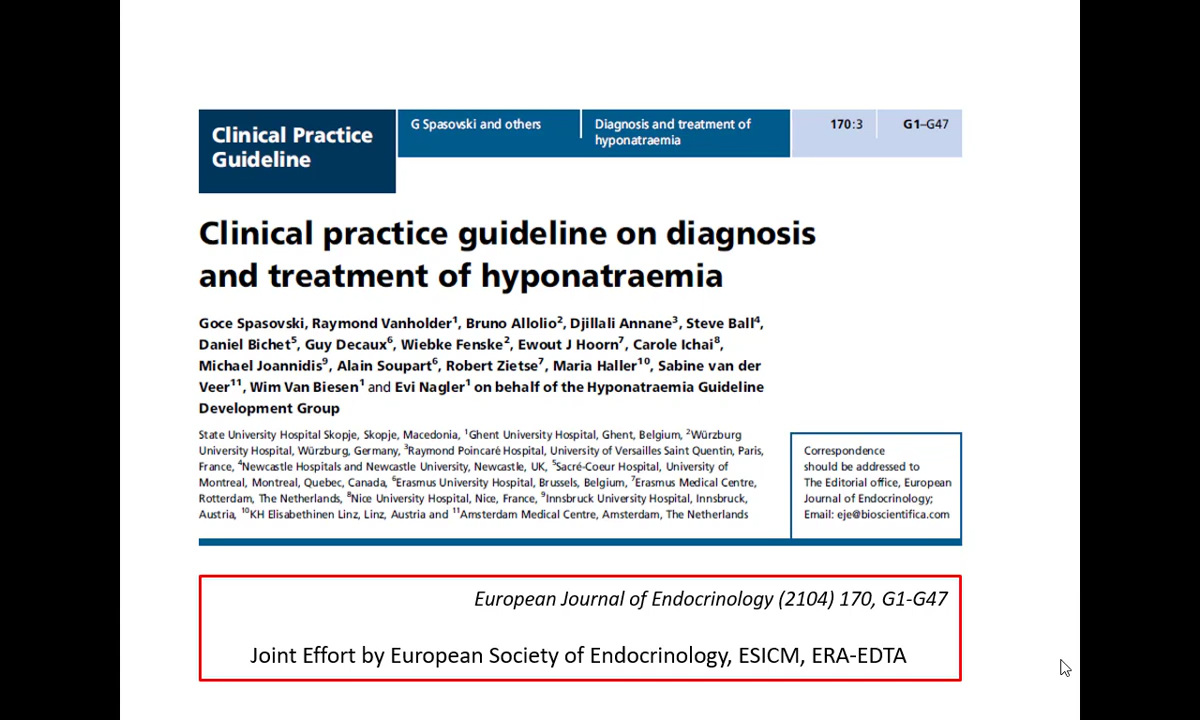 Clinical Practice
Guideline
G Spasovski and others
Diagnosis and treatment of
hyponatraemia
170:3
G1–G47
Clinical practice guideline on diagnosis
and treatment of hyponatraemia
Goce Spasovski, Raymond Vanholder¹, Bruno Allolio², Djillali Annane³, Steve Ball⁴,
Daniel Bichet⁵, Guy Decaux⁶, Wiebke Fenske², Ewout J Hoorn⁷, Carole Ichai⁸,
Michael Joannidis⁹, Alain Soupart⁶, Robert Zietse⁷, Maria Haller¹⁰, Sabine van der
Veer¹¹, Wim Van Biesen¹ and Evi Nagler¹ on behalf of the Hyponatraemia Guideline
Development Group
State University Hospital Skopje, Skopje, Macedonia, ¹Ghent University Hospital, Ghent, Belgium, ²Würzburg
University Hospital, Würzburg, Germany, ³Raymond Poincaré Hospital, University of Versailles Saint Quentin, Paris,
France, ⁴Newcastle Hospitals and Newcastle University, Newcastle, UK, ⁵Sacré-Coeur Hospital, University of
Montreal, Montreal, Quebec, Canada, ⁶Erasmus University Hospital, Brussels, Belgium, ⁷Erasmus Medical Centre,
Rotterdam, The Netherlands, ⁸Nice University Hospital, Nice, France, ⁹Innsbruck University Hospital, Innsbruck,
Austria, ¹⁰KH Elisabethinen Linz, Linz, Austria and ¹¹Amsterdam Medical Centre, Amsterdam, The Netherlands
Correspondence
should be addressed to
The Editorial office, European
Journal of Endocrinology;
Email: eje@bioscientifica.com
European Journal of Endocrinology (2104) 170, G1-G47
Joint Effort by European Society of Endocrinology, ESICM, ERA-EDTA